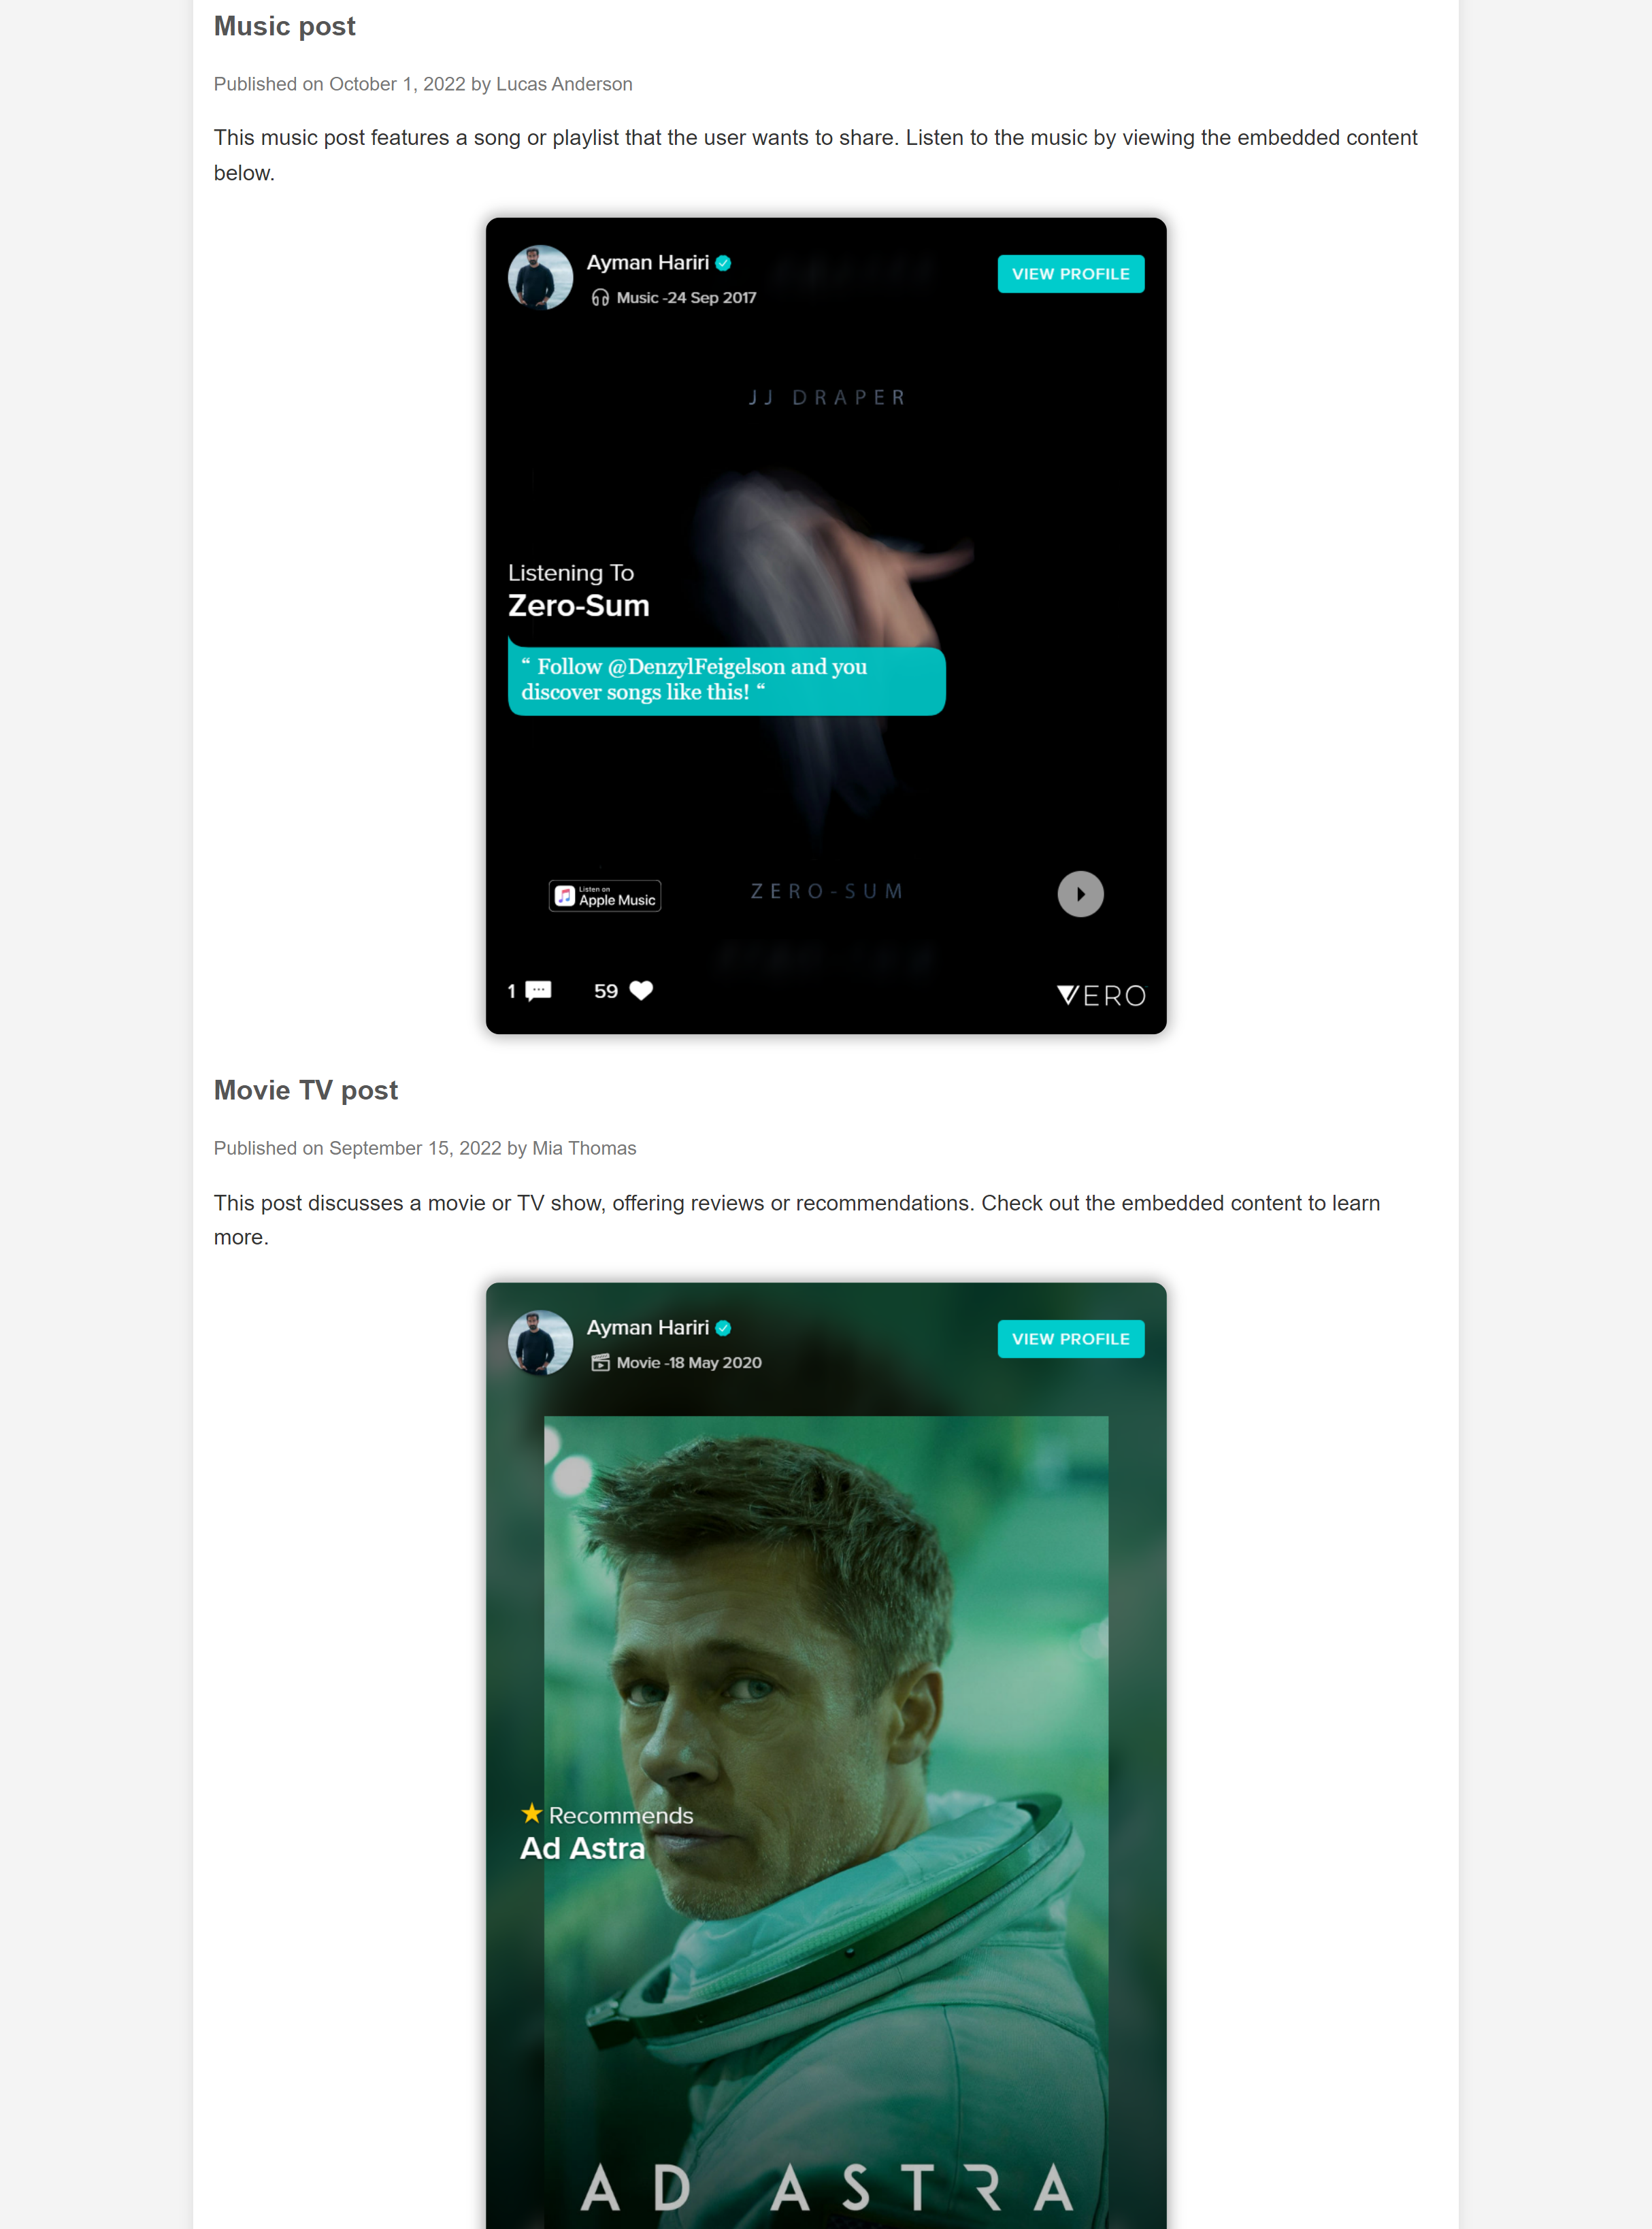 Music post
Published on October 1, 2022 by Lucas Anderson
This music post features a song or playlist that the user wants to share. Listen to the music by viewing the embedded content
below.
Ayman Hariri
VIEW PROFILE
Music -24 Sep 2017
JJ DRAPER
Listening To
Zero-Sum
“ Follow @DenzylFeigelson and you
discover songs like this! “
Listen on
Apple Music
ZERO-SUM
1
59
VERO
Movie TV post
Published on September 15, 2022 by Mia Thomas
This post discusses a movie or TV show, offering reviews or recommendations. Check out the embedded content to learn
more.
Ayman Hariri
VIEW PROFILE
Movie -18 May 2020
Recommends
Ad Astra
AD ASTRA